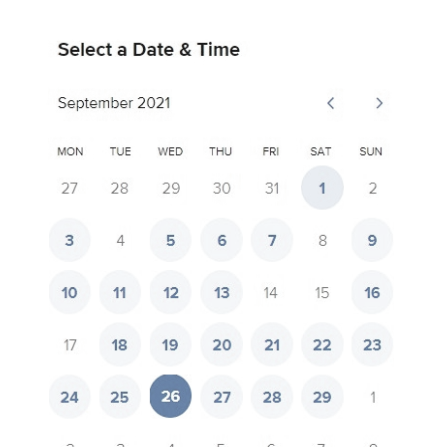 Select a Date & Time
September 2021
MON TUE WED THU FRI SAT SUN
27 28 29 30 31 1 2
3 4 5 6 7 8 9
10 11 12 13 14 15 16
17 18 19 20 21 22 23
24 25 26 27 28 29 1